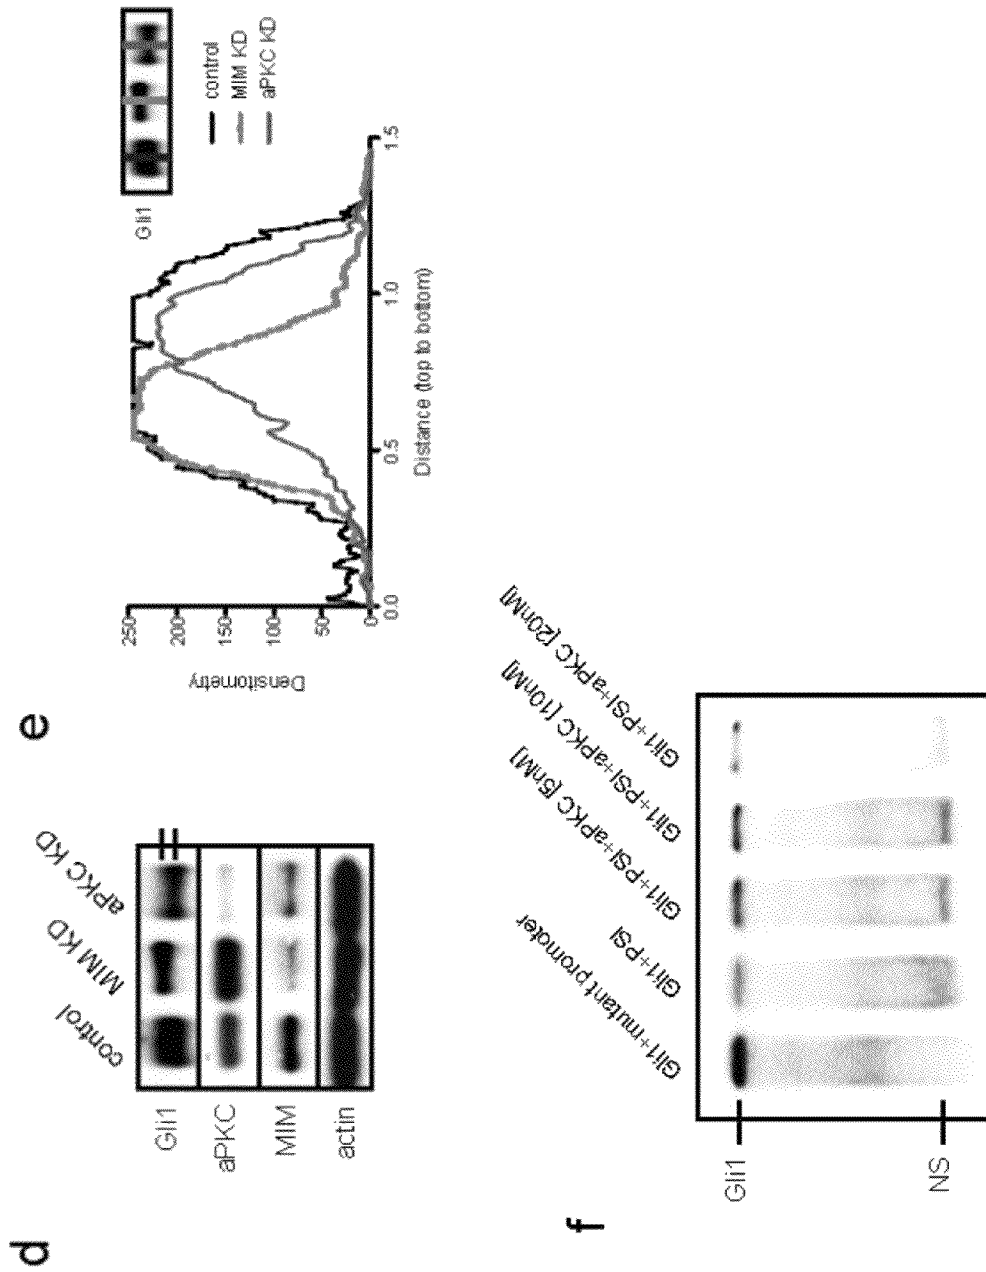 d
control
MIM KD
aPKC KD
Gli1
aPKC
MIM
actin
e
Densitometry
250
200
150
100
50
0
0.0
0.5
1.0
1.5
Distance (top to bottom)
Gli1
control
MIM KD
aPKC KD
f
Gli1+mutant promoter
Gli1+PSI
Gli1+PSI+aPKC [5nM]
Gli1+PSI+aPKC [10nM]
Gli1+PSI+aPKC [20nM]
Gli1
NS